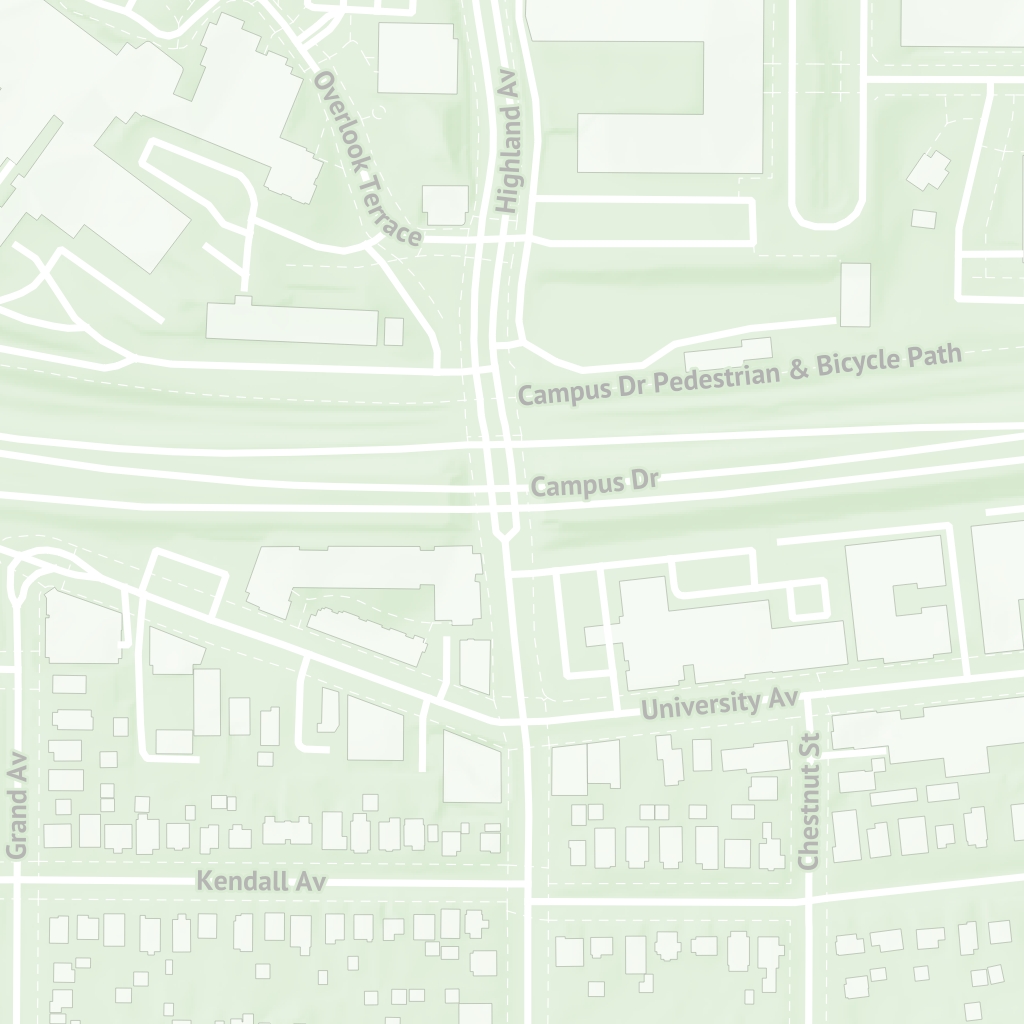 Overlook Terrace
Highland Av
Campus Dr Pedestrian & Bicycle Path
Campus Dr
University Av
Chestnut St
Grand Av
Kendall Av